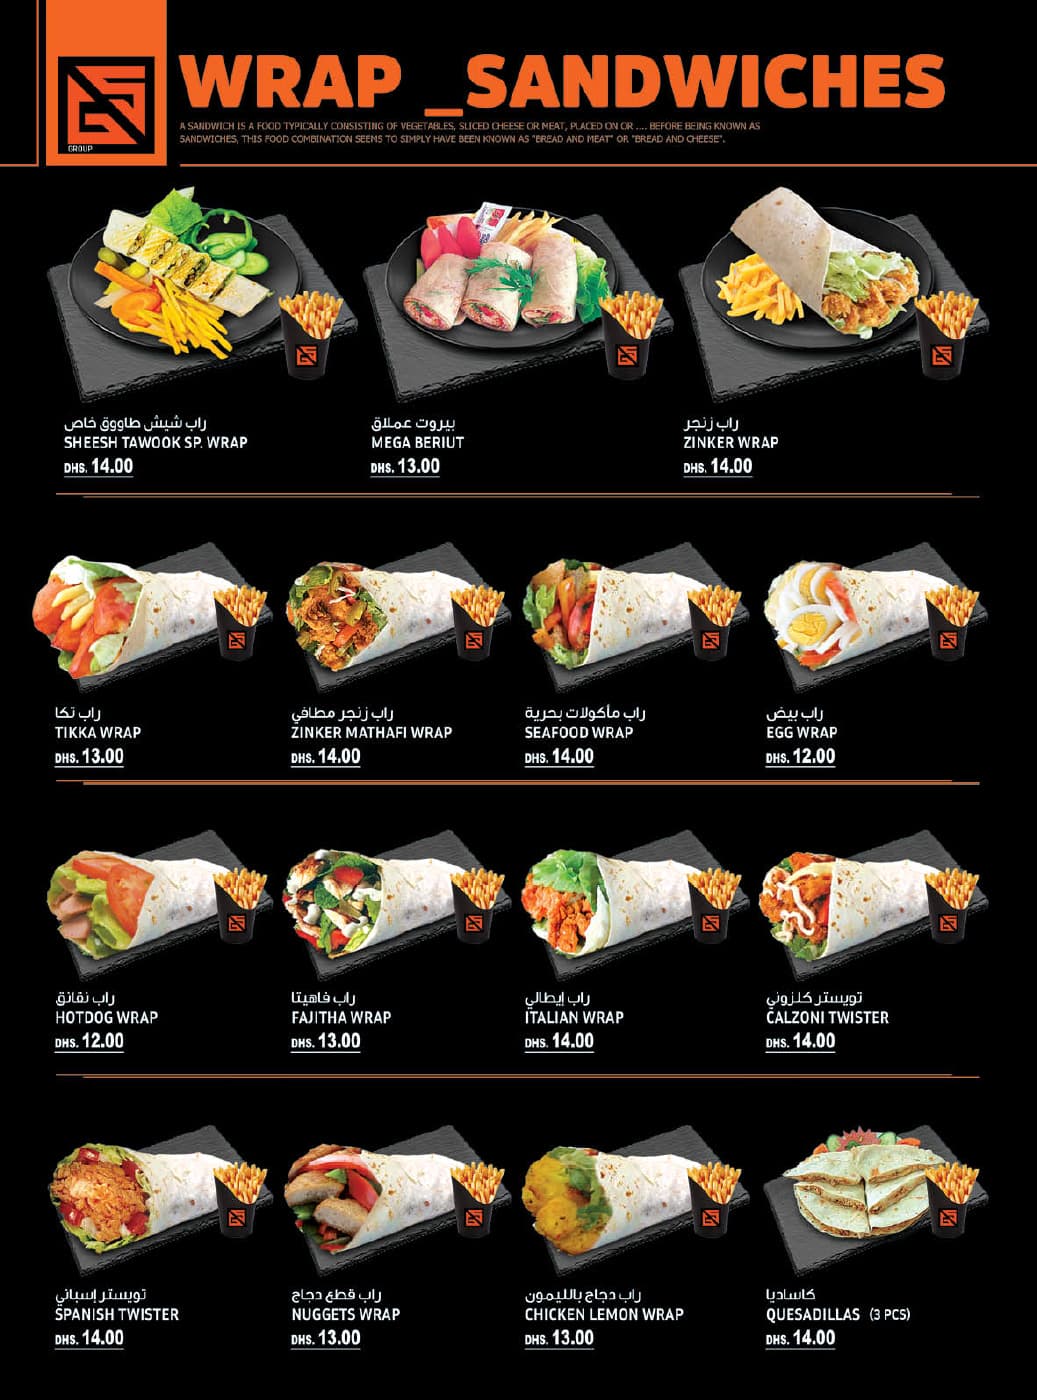 WRAP _SANDWICHES
A SANDWICH IS A FOOD TYPICALLY CONSISTING OF VEGETABLES, SLICED CHEESE OR MEAT, PLACED ON OR .... BEFORE BEING KNOWN AS
SANDWICHES, THIS FOOD COMBINATION SEEMS TO SIMPLY HAVE BEEN KNOWN AS "BREAD AND MEAT" OR "BREAD AND CHEESE".
GROUP
راب شيش طاووق خاص
SHEESH TAWOOK SP. WRAP
DHS. 14.00
بيروت عملاق
MEGA BERIUT
DHS. 13.00
راب زنجر
ZINKER WRAP
DHS. 14.00
راب تكا
TIKKA WRAP
DHS. 13.00
راب زنجر مطافي
ZINKER MATHAFI WRAP
DHS. 14.00
راب مأكولات بحرية
SEAFOOD WRAP
DHS. 14.00
راب بيض
EGG WRAP
DHS. 12.00
راب نقانق
HOTDOG WRAP
DHS. 12.00
راب فاهيتا
FAJITHA WRAP
DHS. 13.00
راب إيطالي
ITALIAN WRAP
DHS. 14.00
تويستر كلزوني
CALZONI TWISTER
DHS. 14.00
تويستر إسباني
SPANISH TWISTER
DHS. 14.00
راب قطع دجاج
NUGGETS WRAP
DHS. 13.00
راب دجاج بالليمون
CHICKEN LEMON WRAP
DHS. 13.00
كاساديا
QUESADILLAS (3 PCS)
DHS. 14.00